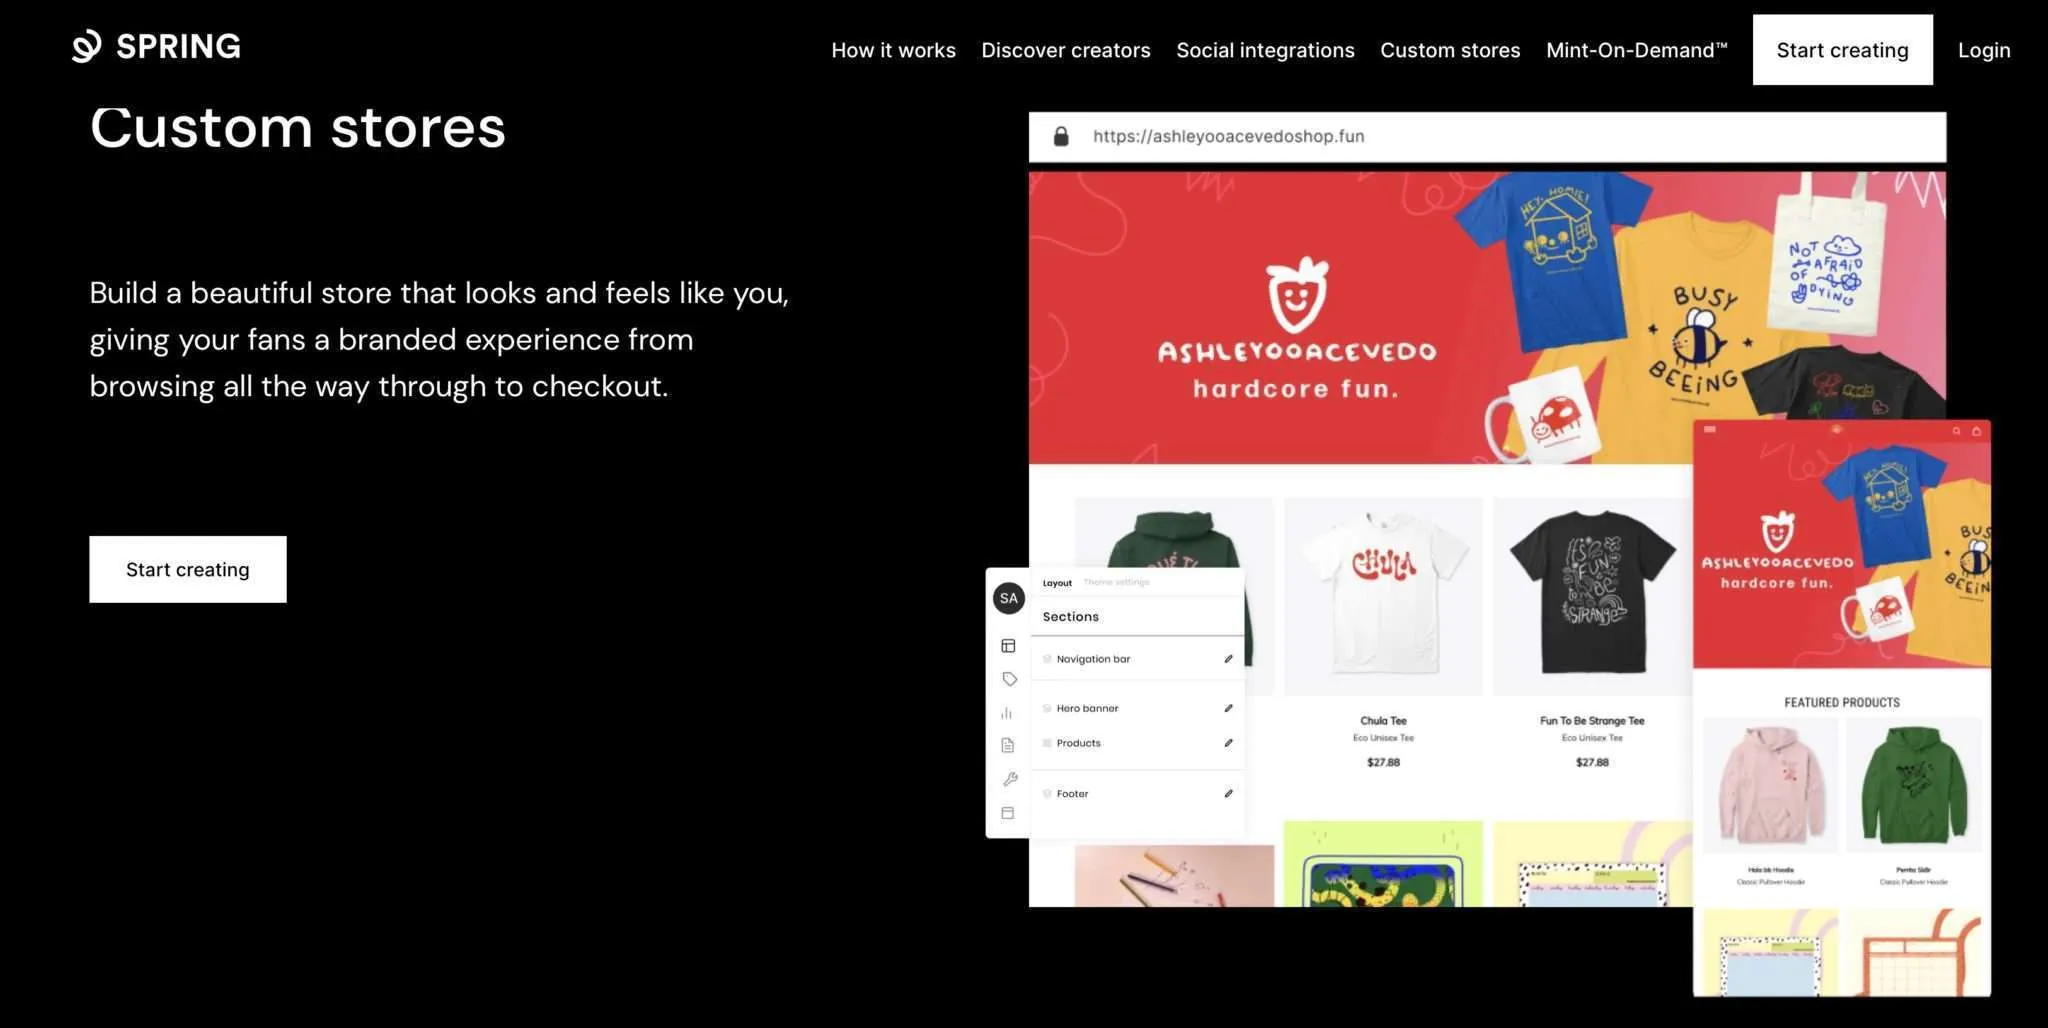 SPRING
How it works
Discover creators
Social integrations
Custom stores
Mint-On-Demand™
Start creating
Login
Custom stores
Build a beautiful store that looks and feels like you,
giving your fans a branded experience from
browsing all the way through to checkout.
Start creating
https://ashleyooacevedoshop.fun
ASHLEYOOACEVEDO
hardcore fun.
HEY, HOMIE!
BUSY
BEEING
NOT
AFRAID
OF
DYING
SA
Layout
Theme settings
Sections
Navigation bar
Hero banner
Products
Footer
CHULA
Chula Tee
Eco Unisex Tee
$27.88
IT'S
FUN
to BE
STRANGE
Fun To Be Strange Tee
Eco Unisex Tee
$27.88
HEY, HOMIE!
BUSY
BEEING
ASHLEYOOACEVEDO
hardcore fun.
FEATURED PRODUCTS
Classic Pullover Hoodie
Classic Pullover Hoodie